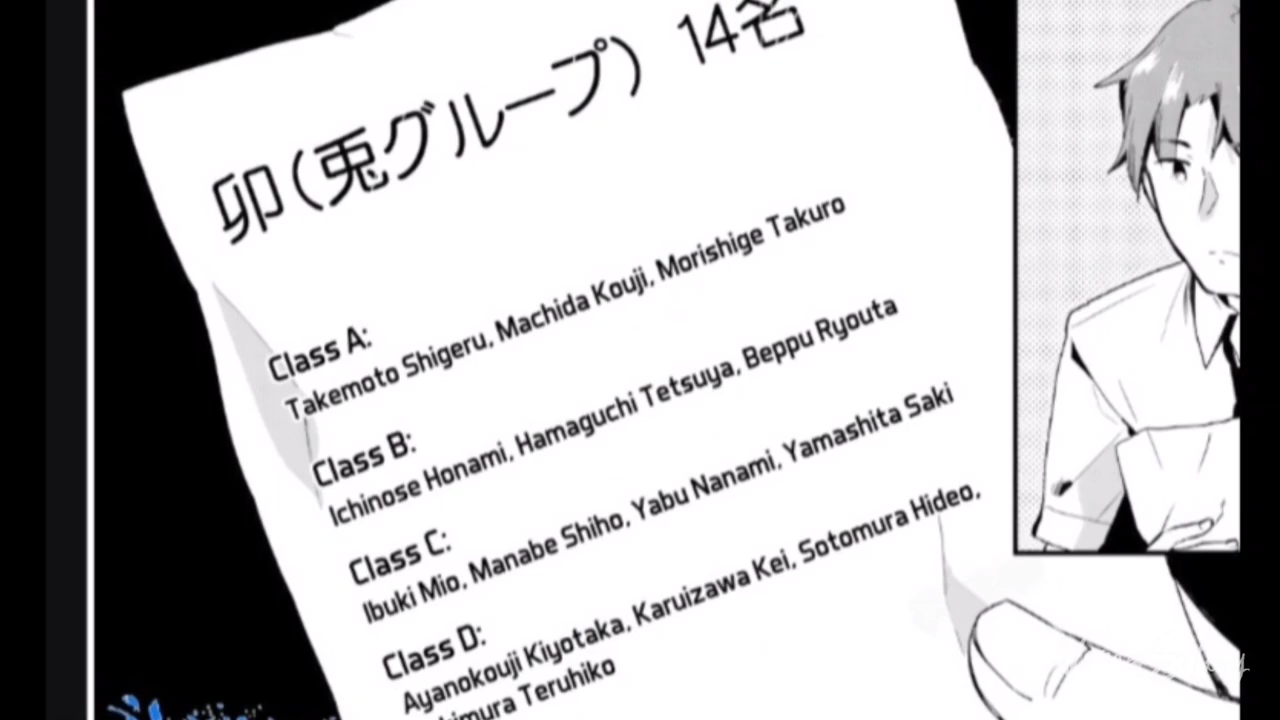 卯(兎グループ) 14名
Class A:
Takemoto Shigeru, Machida Kouji, Morishige Takuro
Class B:
Ichinose Honami, Hamaguchi Tetsuya, Beppu Ryouta
Class C:
Ibuki Mio, Manabe Shiho, Yabu Nanami, Yamashita Saki
Class D:
Ayanokouji Kiyotaka, Karuizawa Kei, Sotomura Hideo,
Teruhiko